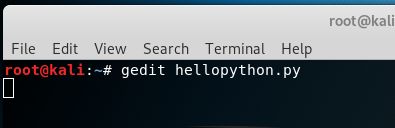 root@kali
File Edit View Search Terminal Help
root@kali:~# gedit hellopython.py